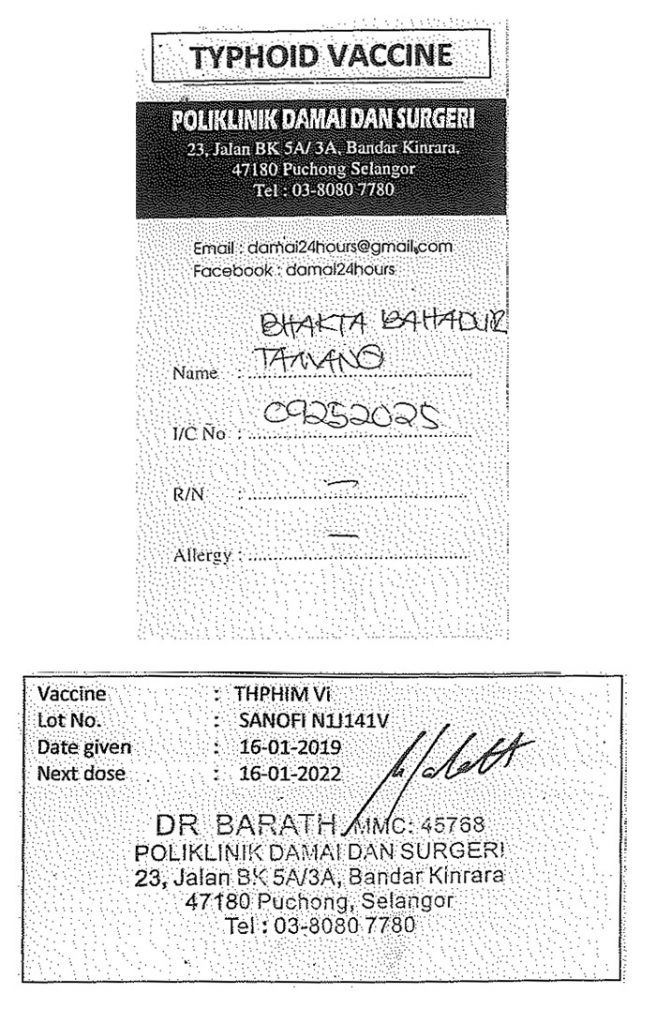 TYPHOID VACCINE
POLIKLINIK DAMAI DAN SURGERI
23, Jalan BK 5A/ 3A, Bandar Kinrara,
47180 Puchong Selangor
Tel : 03-8080 7780
Email : damai24hours@gmail.com
Facebook : damai24hours
BHAKTA BAHADUR
Name : TAMANG
I/C No : 09252025
R/N : —
Allergy : —
Vaccine : THPHIM Vi
Lot No. : SANOFI N1J141V
Date given : 16-01-2019
Next dose : 16-01-2022
DR BARATH MMC: 45768
POLIKLINIK DAMAI DAN SURGERI
23, Jalan BK 5A/3A, Bandar Kinrara
47180 Puchong, Selangor
Tel : 03-8080 7780